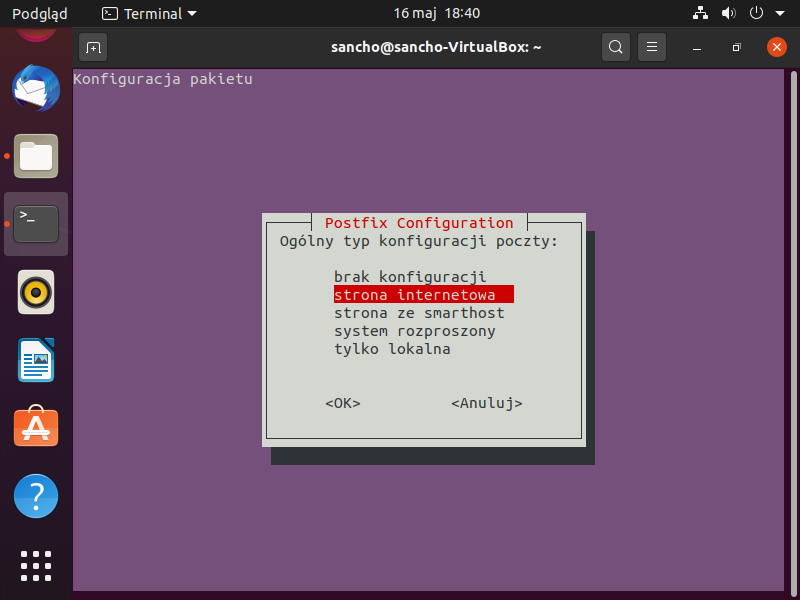 Podgląd
Terminal
16 maj 18:40
sancho@sancho-VirtualBox: ~
Konfiguracja pakietu
Postfix Configuration
Ogólny typ konfiguracji poczty:
brak konfiguracji
strona internetowa
strona ze smarthost
system rozproszony
tylko lokalna
<OK> <Anuluj>